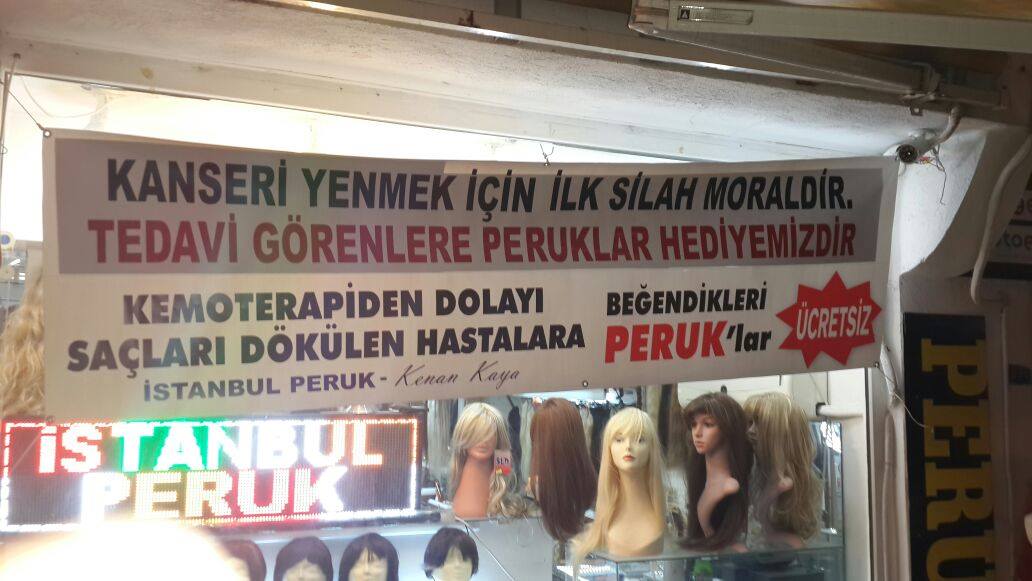 KANSERİ YENMEK İÇİN İLK SİLAH MORALDİR.
TEDAVİ GÖRENLERE PERUKLAR HEDİYEMİZDİR
KEMOTERAPİDEN DOLAYI
SAÇLARI DÖKÜLEN HASTALARA
BEĞENDİKLERİ
PERUK'lar
ÜCRETSİZ
İSTANBUL PERUK - Kenan Kaya
İSTANBUL
PERUK
PERU